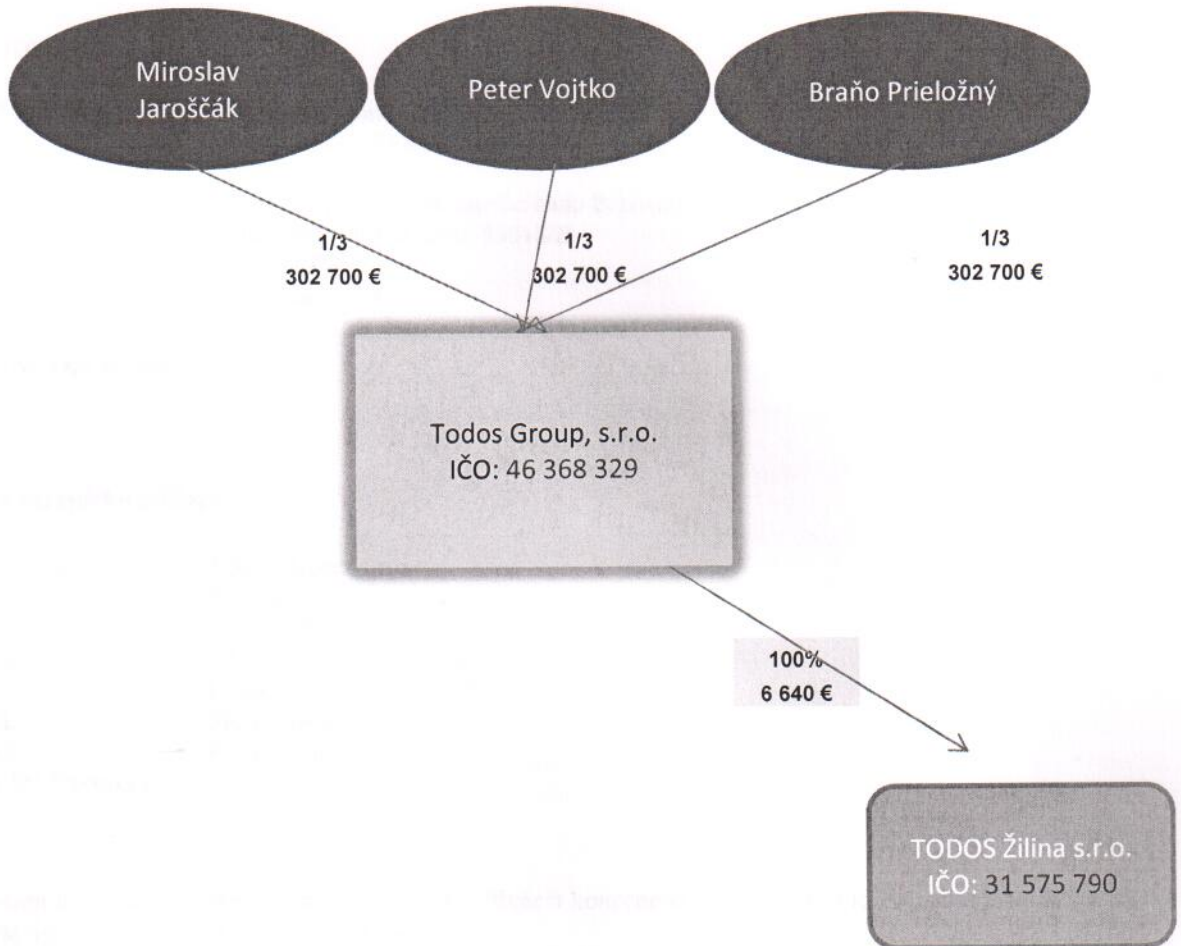 Miroslav
Jaroščák
Peter Vojtko
Braňo Prieložný
1/3
302 700 €
1/3
302 700 €
1/3
302 700 €
Todos Group, s.r.o.
IČO: 46 368 329
100%
6 640 €
TODOS Žilina s.r.o.
IČO: 31 575 790